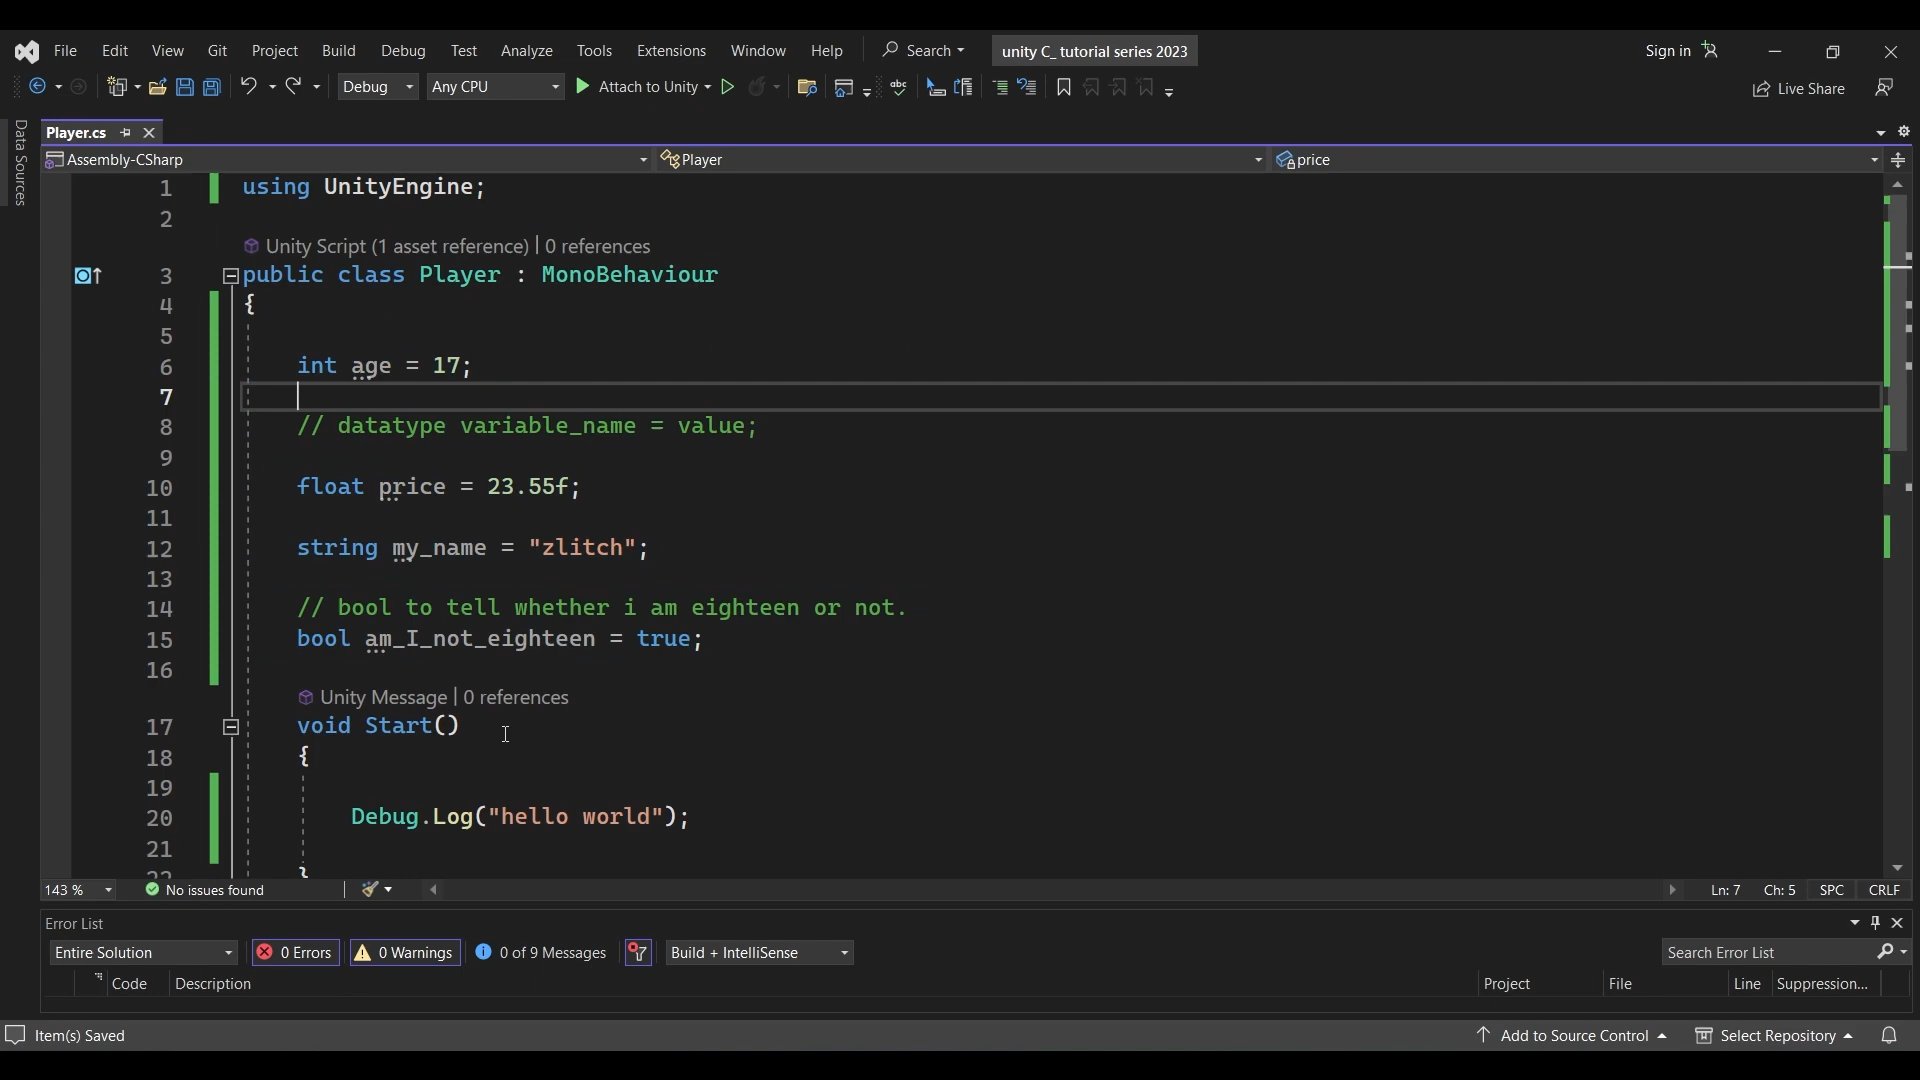 File Edit View Git Project Build Debug Test Analyze Tools Extensions Window Help Search unity C_ tutorial series 2023 Sign in
Debug Any CPU Attach to Unity abc Live Share
Data Sources
Player.cs
Assembly-CSharp Player price
1 using UnityEngine;
2
Unity Script (1 asset reference) | 0 references
3 public class Player : MonoBehaviour
4 {
5
6 int age = 17;
7
8 // datatype variable_name = value;
9
10 float price = 23.55f;
11
12 string my_name = "zlitch";
13
14 // bool to tell whether i am eighteen or not.
15 bool am_I_not_eighteen = true;
16
Unity Message | 0 references
17 void Start()
18 {
19
20 Debug.Log("hello world");
21
22 }
143 % No issues found Ln: 7 Ch: 5 SPC CRLF
Error List
Entire Solution 0 Errors 0 Warnings 0 of 9 Messages Build + IntelliSense Search Error List
Code Description Project File Line Suppression...
Item(s) Saved Add to Source Control Select Repository